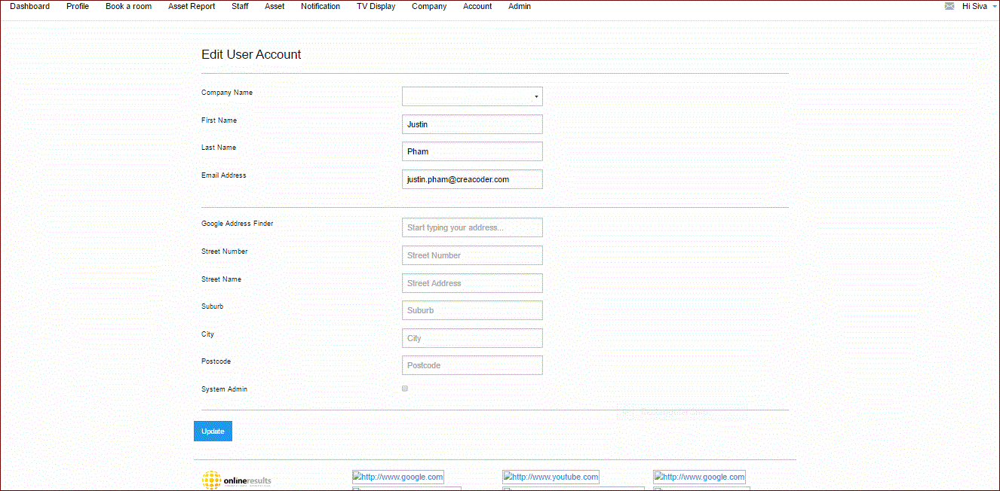 Dashboard Profile Book a room Asset Report Staff Asset Notification TV Display Company Account Admin Hi Siva
Edit User Account
Company Name
First Name Justin
Last Name Pham
Email Address justin.pham@creacoder.com
Google Address Finder Start typing your address...
Street Number Street Number
Street Name Street Address
Suburb Suburb
City City
Postcode Postcode
System Admin
Update
onlineresults http://www.google.com http://www.youtube.com http://www.google.com